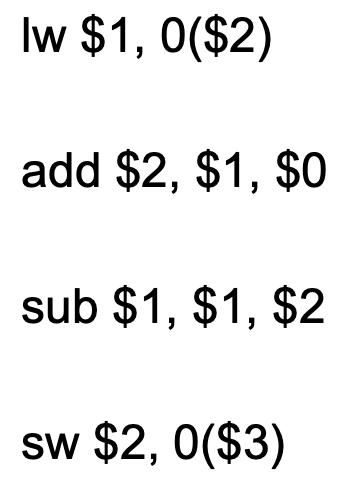 lw $1, 0($2)
add $2, $1, $0
sub $1, $1, $2
sw $2, 0($3)